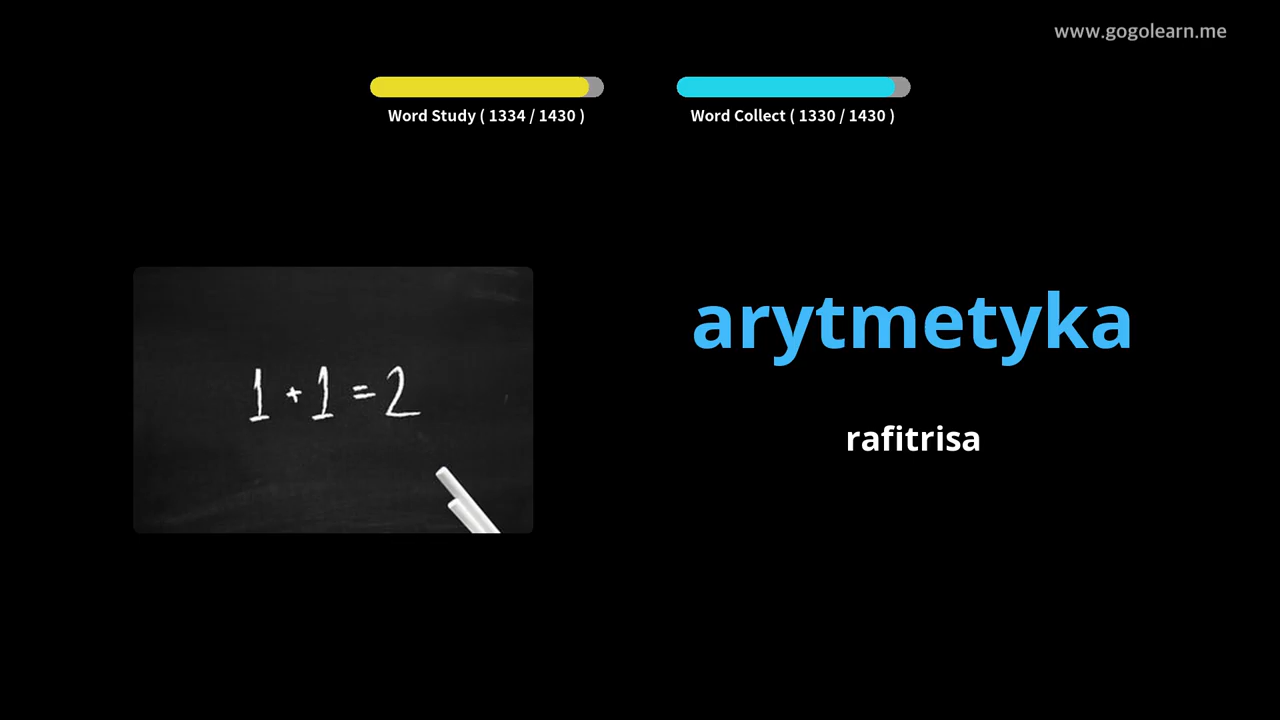 www.gogolearn.me
Word Study ( 1334 / 1430 )
Word Collect ( 1330 / 1430 )
1 + 1 = 2
arytmetyka
rafitrisa